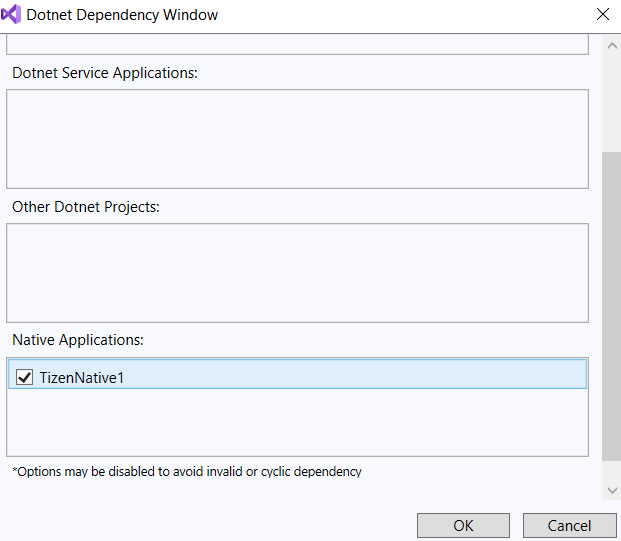 Dotnet Dependency Window
Dotnet Service Applications:
Other Dotnet Projects:
Native Applications:
TizenNative1
*Options may be disabled to avoid invalid or cyclic dependency
OK
Cancel